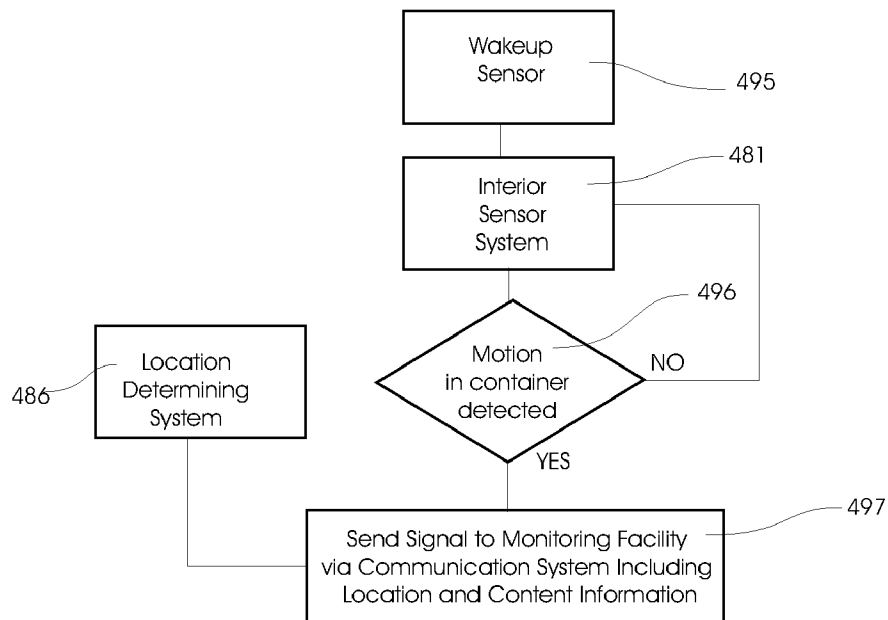 Wakeup
Sensor
495
481
Interior
Sensor
System
496
Motion
in container
detected
NO
Location
Determining
System
486
YES
497
Send Signal to Monitoring Facility
via Communication System Including
Location and Content Information